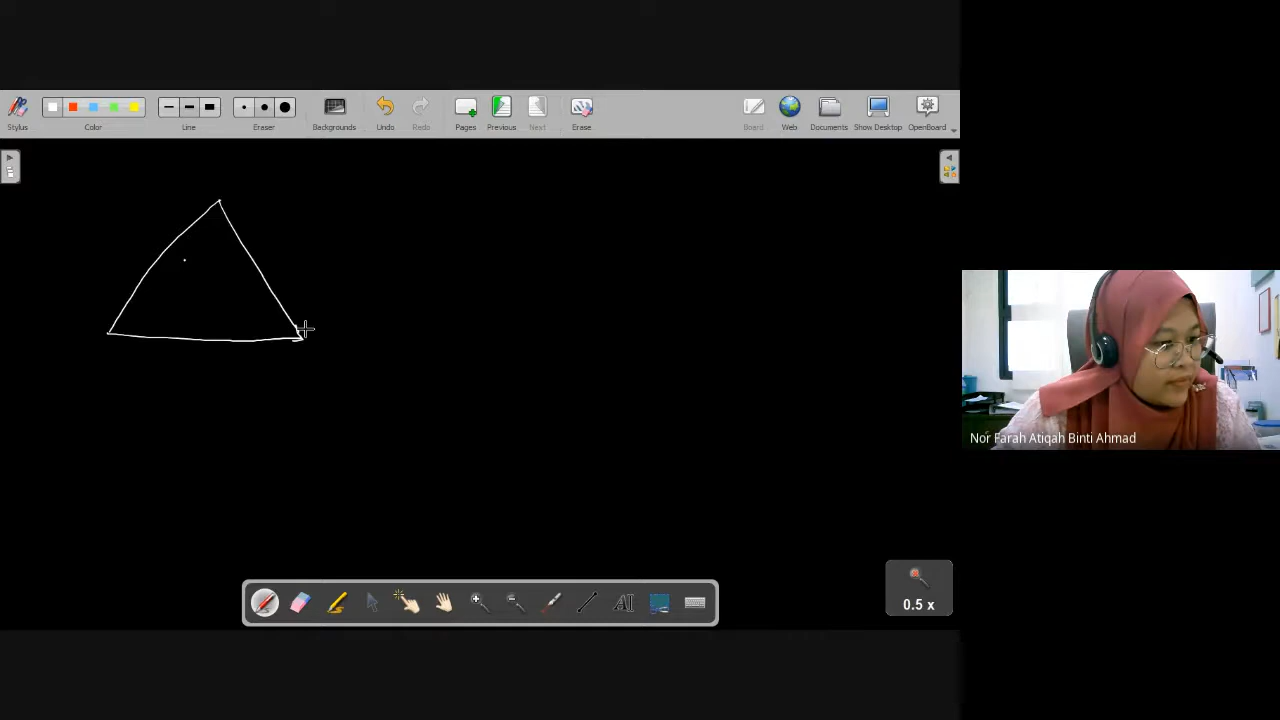 Stylus Color Line Eraser Backgrounds Undo Redo Pages Previous Next Erase Board Web Documents Show Desktop OpenBoard
Nor Farah Atiqah Binti Ahmad
AI
0.5 x